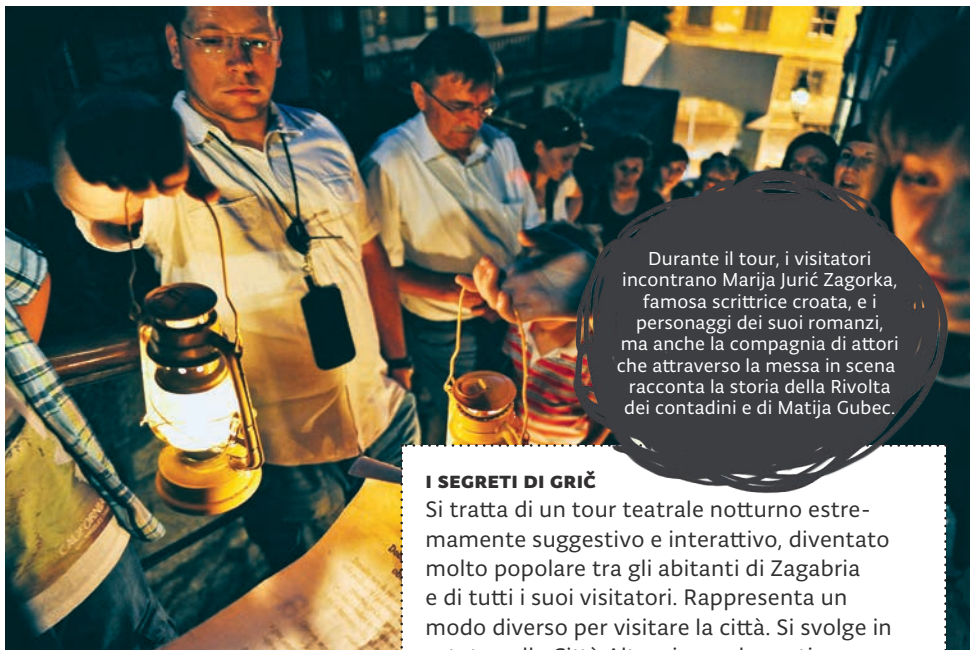 Durante il tour, i visitatori
incontrano Marija Jurić Zagorka,
famosa scrittrice croata, e i
personaggi dei suoi romanzi,
ma anche la compagnia di attori
che attraverso la messa in scena
racconta la storia della Rivolta
dei contadini e di Matija Gubec.
I SEGRETI DI GRIČ
Si tratta di un tour teatrale notturno estre-
mamente suggestivo e interattivo, diventato
molto popolare tra gli abitanti di Zagabria
e di tutti i suoi visitatori. Rappresenta un
modo diverso per visitare la città. Si svolge in
CALIFORNIA